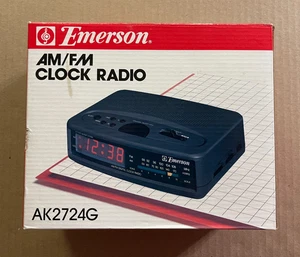 Emerson®
AM/FM
CLOCK RADIO
12:38
Emerson
AK2724G